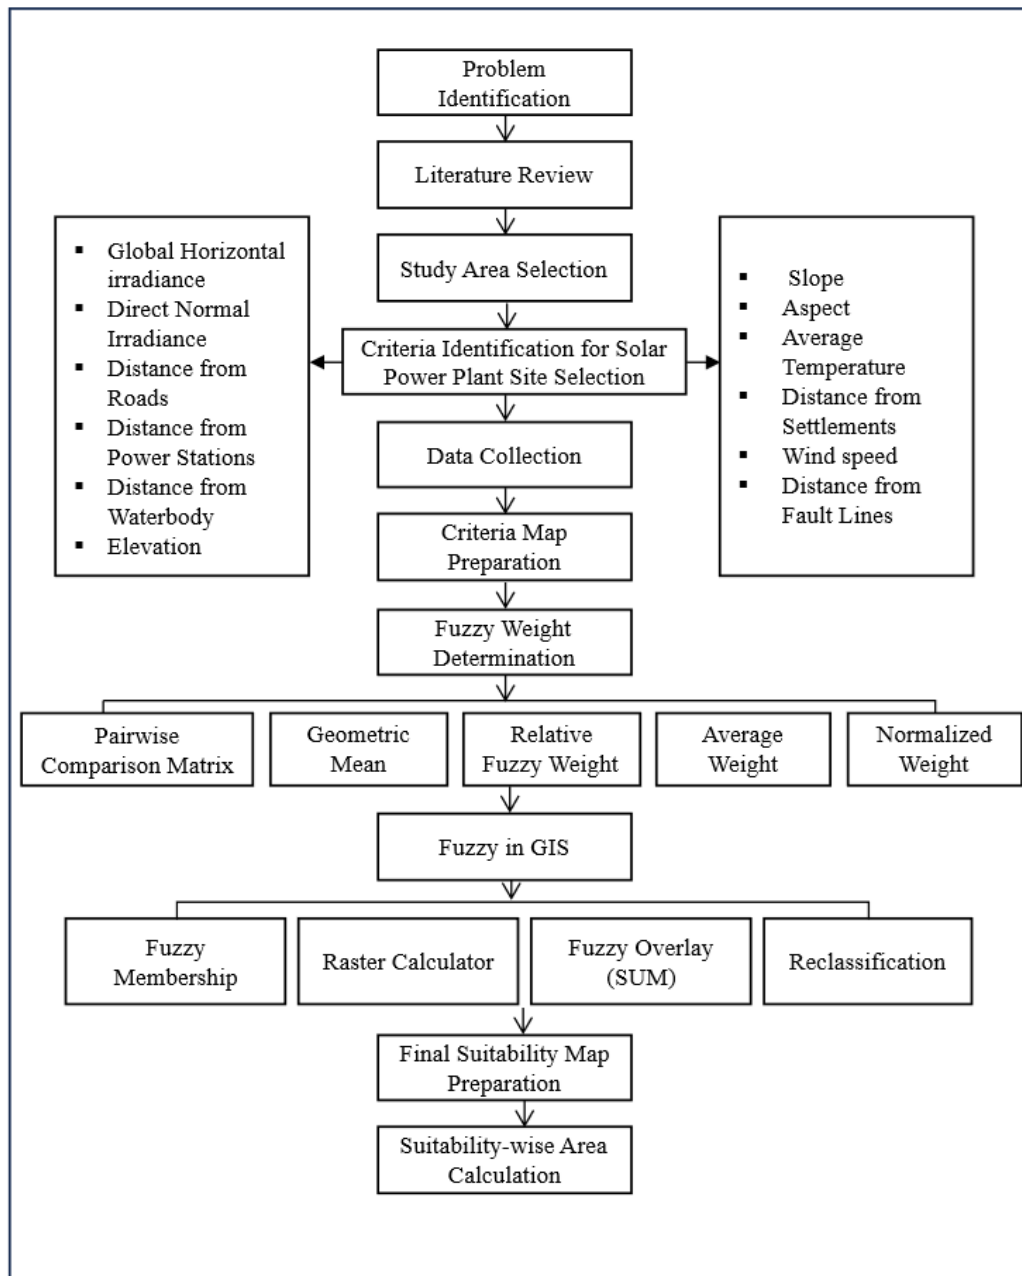 Problem
Identification
Literature Review
Study Area Selection
Criteria Identification for Solar
Power Plant Site Selection
▪ Global Horizontal
irradiance
▪ Direct Normal
Irradiance
▪ Distance from
Roads
▪ Distance from
Power Stations
▪ Distance from
Waterbody
▪ Elevation
▪ Slope
▪ Aspect
▪ Average
Temperature
▪ Distance from
Settlements
▪ Wind speed
▪ Distance from
Fault Lines
Data Collection
Criteria Map
Preparation
Fuzzy Weight
Determination
Pairwise
Comparison Matrix
Geometric
Mean
Relative
Fuzzy Weight
Average
Weight
Normalized
Weight
Fuzzy in GIS
Fuzzy
Membership
Raster Calculator
Fuzzy Overlay
(SUM)
Reclassification
Final Suitability Map
Preparation
Suitability-wise Area
Calculation